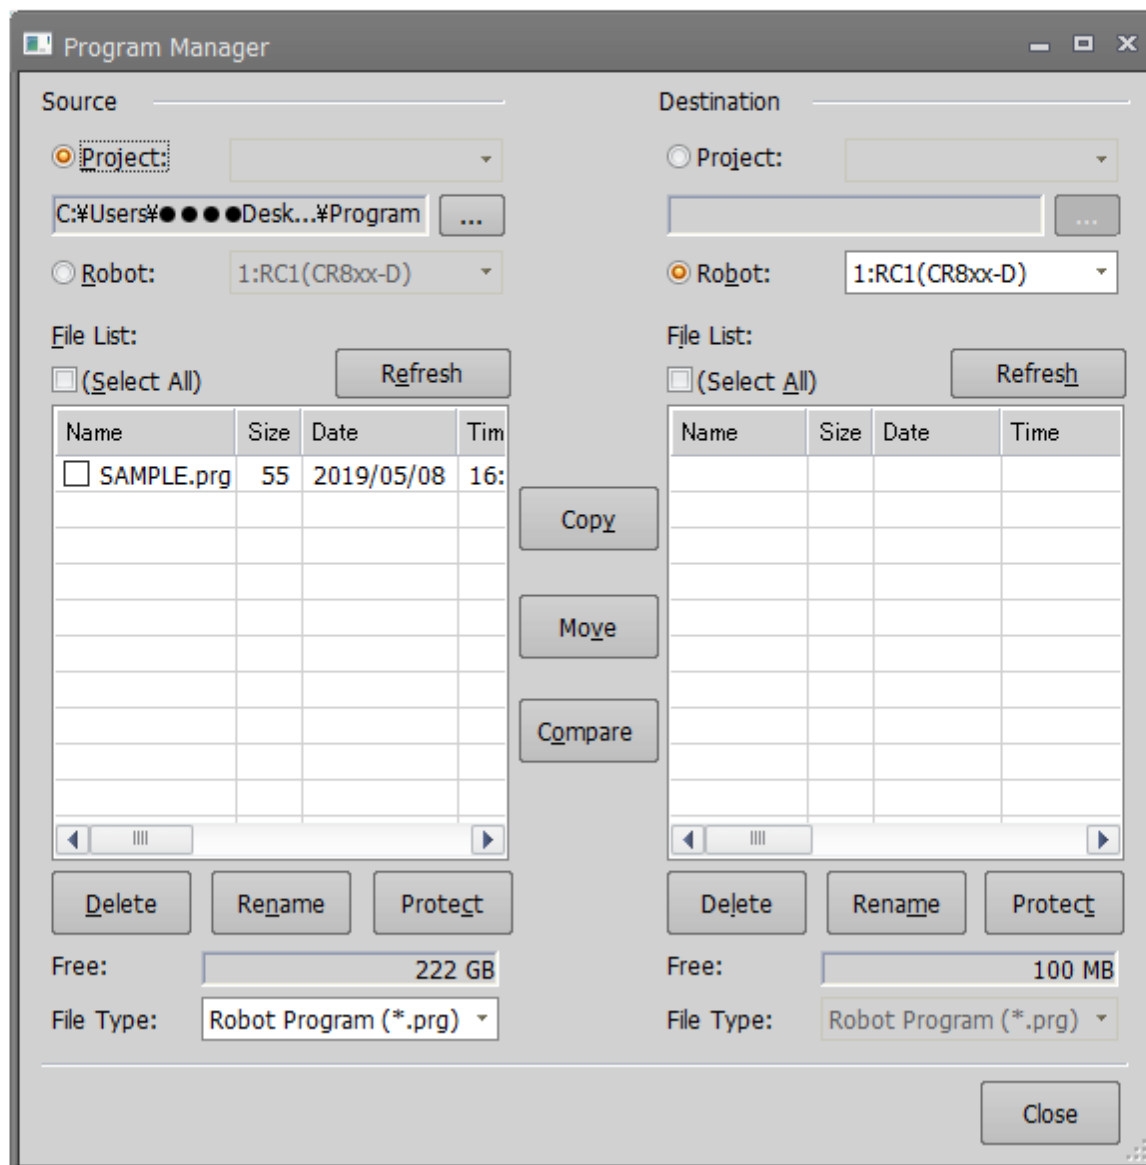 Program Manager
Source
Destination
Project:
Project:
C:¥Users¥●●●●Desk...¥Program
...
...
Robot:
1:RC1(CR8xx-D)
Robot:
1:RC1(CR8xx-D)
File List:
File List:
(Select All)
Refresh
(Select All)
Refresh
Name Size Date Tim
Name Size Date Time
SAMPLE.prg 55 2019/05/08 16:
Copy
Move
Compare
Delete
Rename
Protect
Delete
Rename
Protect
Free:
222 GB
Free:
100 MB
File Type:
Robot Program (*.prg)
File Type:
Robot Program (*.prg)
Close